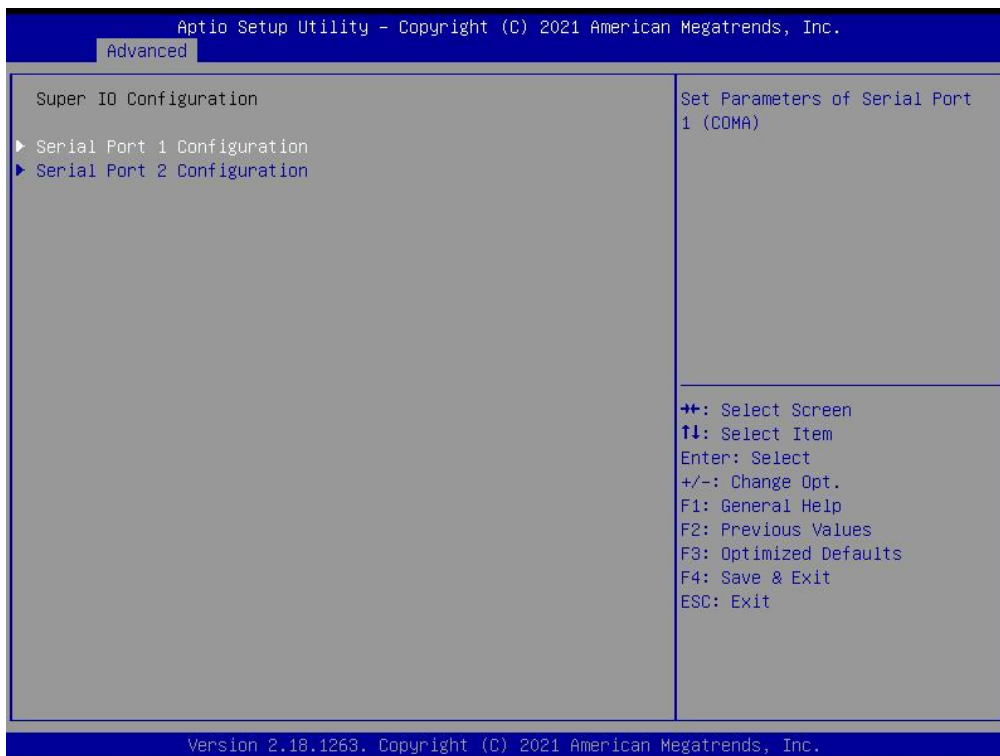 Aptio Setup Utility – Copyright (C) 2021 American Megatrends, Inc.
Advanced
Super IO Configuration
▶ Serial Port 1 Configuration
▶ Serial Port 2 Configuration
Set Parameters of Serial Port
1 (COMA)
→←: Select Screen
↑↓: Select Item
Enter: Select
+/-: Change Opt.
F1: General Help
F2: Previous Values
F3: Optimized Defaults
F4: Save & Exit
ESC: Exit
Version 2.18.1263. Copyright (C) 2021 American Megatrends, Inc.